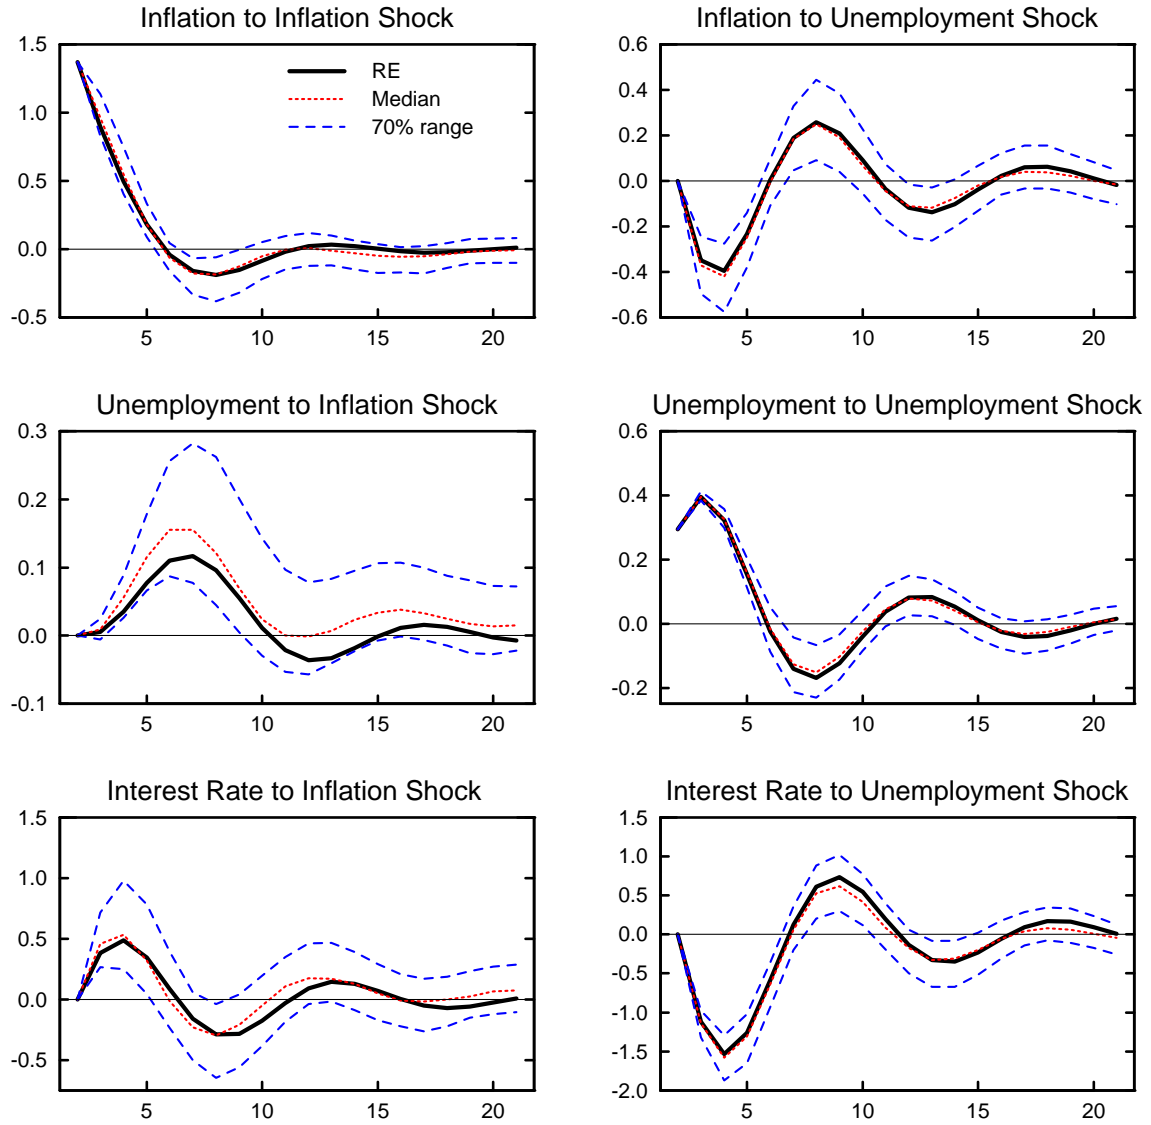 Inflation to Inflation Shock
1.5
1.0
0.5
0.0
-0.5
RE
Median
70% range
5 10 15 20
Inflation to Unemployment Shock
0.6
0.4
0.2
0.0
-0.2
-0.4
-0.6
5 10 15 20
Unemployment to Inflation Shock
0.3
0.2
0.1
0.0
-0.1
5 10 15 20
Unemployment to Unemployment Shock
0.6
0.4
0.2
0.0
-0.2
5 10 15 20
Interest Rate to Inflation Shock
1.5
1.0
0.5
0.0
-0.5
5 10 15 20
Interest Rate to Unemployment Shock
1.5
1.0
0.5
0.0
-0.5
-1.0
-1.5
-2.0
5 10 15 20